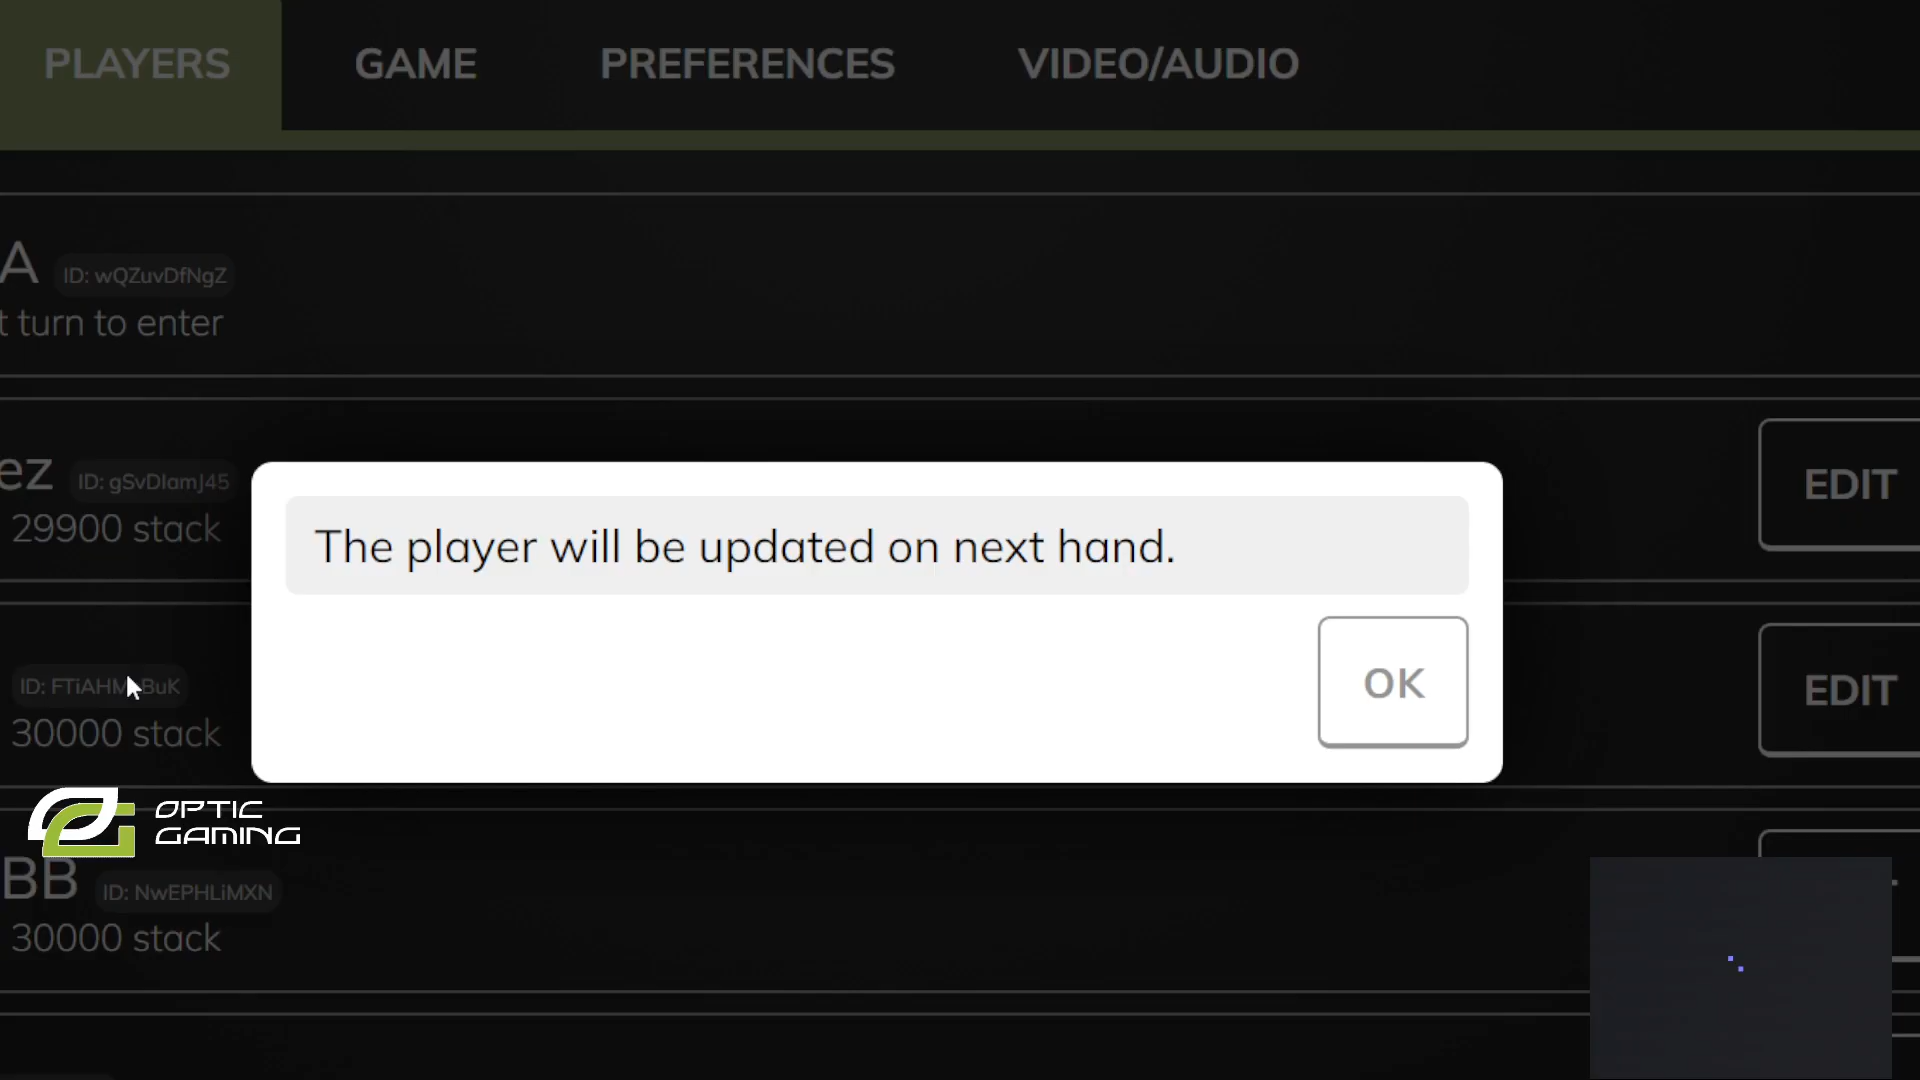 PLAYERS GAME PREFERENCES VIDEO/AUDIO
A ID: wQZuvDfNgZ
t turn to enter
ez ID: gSvDIamJ45
29900 stack
EDIT
The player will be updated on next hand.
OK
30000 stack
EDIT
OPTIC
GAMING
BB ID: NwEPHLiMXN
30000 stack